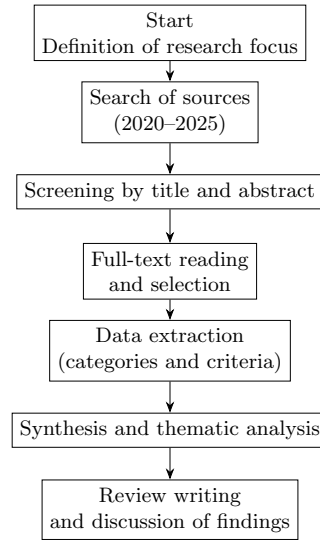 Start
Definition of research focus
Search of sources
(2020–2025)
Screening by title and abstract
Full-text reading
and selection
Data extraction
(categories and criteria)
Synthesis and thematic analysis
Review writing
and discussion of findings